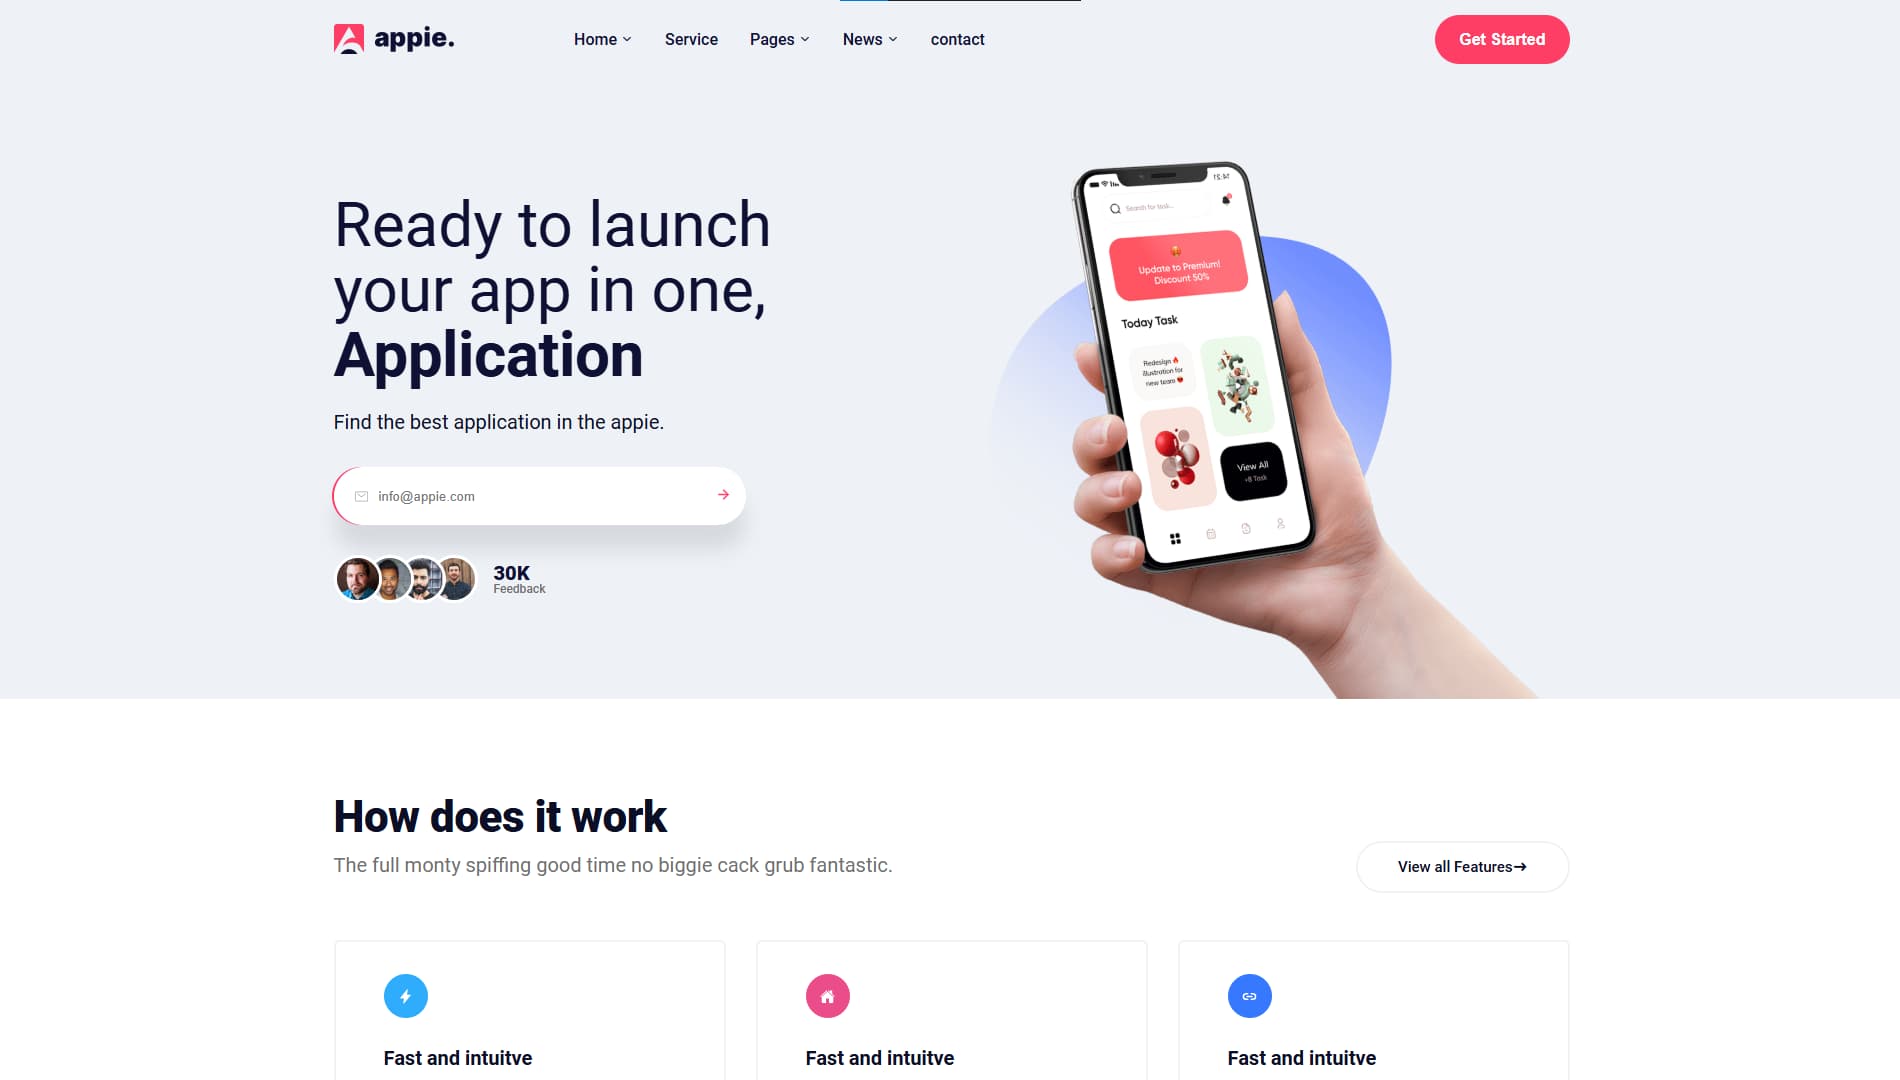 appie.
Home
Service
Pages
News
contact
Get Started
Ready to launch
your app in one,
Application
Find the best application in the appie.
info@appie.com
30K
Feedback
Search for task...
Update to Premium!
Discount 50%
Today Task
Redesign
illustration for
new team
View All
+8 Task
How does it work
The full monty spiffing good time no biggie cack grub fantastic.
View all Features
Fast and intuitve
Fast and intuitve
Fast and intuitve